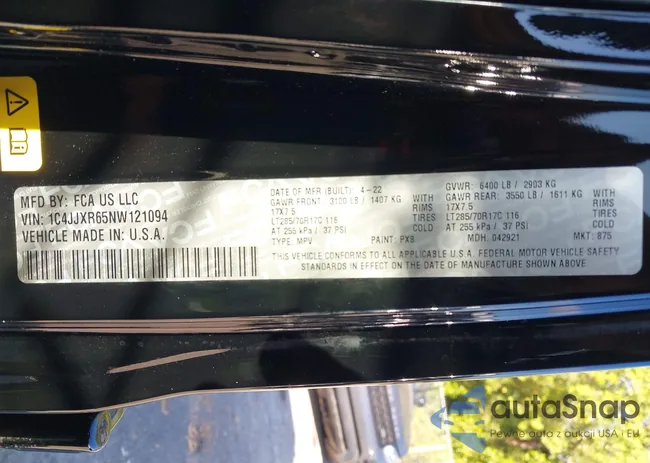 MFD BY: FCA US LLC
VIN: 1C4JJXR65NW121094
VEHICLE MADE IN: U.S.A.
DATE OF MFR (BUILT): 4-22
GVWR: 6400 LB / 2903 KG
GAWR FRONT: 3100 LB / 1407 KG WITH GAWR REAR: 3550 LB / 1611 KG WITH
17X7.5 RIMS 17X7.5 RIMS
LT285/70R17C 116 TIRES LT285/70R17C 116 TIRES
AT 255 kPa / 37 PSI COLD AT 255 kPa / 37 PSI COLD
TYPE: MPV PAINT: PX8 MDH: 042921 MKT: 875
THIS VEHICLE CONFORMS TO ALL APPLICABLE U.S.A. FEDERAL MOTOR VEHICLE SAFETY
STANDARDS IN EFFECT ON THE DATE OF MANUFACTURE SHOWN ABOVE.
autaSnap
Pewne auta z aukcji USA i EU